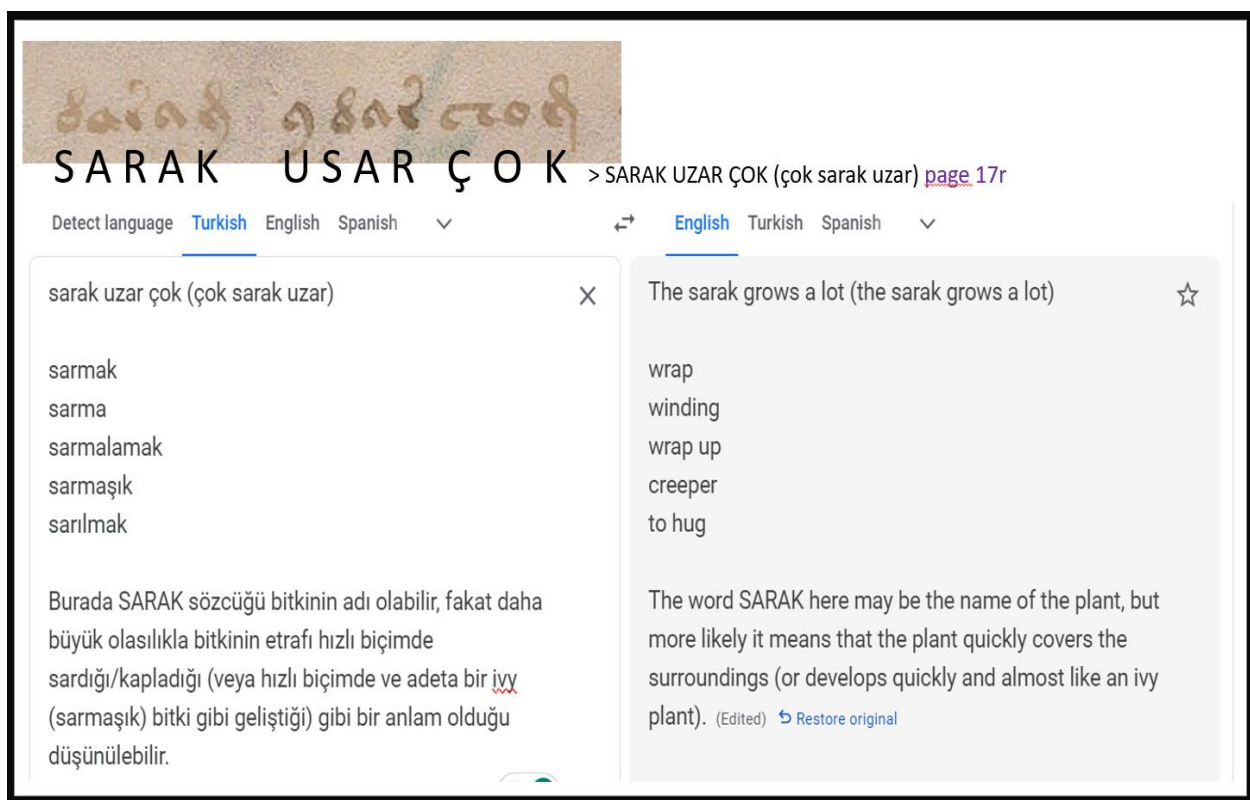 SARAK USAR ÇOK > SARAK UZAR ÇOK (çok sarak uzar) page 17r
Detect language Turkish English Spanish
English Turkish Spanish
sarak uzar çok (çok sarak uzar)
sarmak
sarma
sarmalamak
sarmaşık
sarılmak
Burada SARAK sözcüğü bitkinin adı olabilir, fakat daha
büyük olasılıkla bitkinin etrafı hızlı biçimde
sardığı/kapladığı (veya hızlı biçimde ve adeta bir ivy
(sarmaşık) bitki gibi geliştiği) gibi bir anlam olduğu
düşünülebilir.
The sarak grows a lot (the sarak grows a lot)
wrap
winding
wrap up
creeper
to hug
The word SARAK here may be the name of the plant, but
more likely it means that the plant quickly covers the
surroundings (or develops quickly and almost like an ivy
plant). (Edited) Restore original